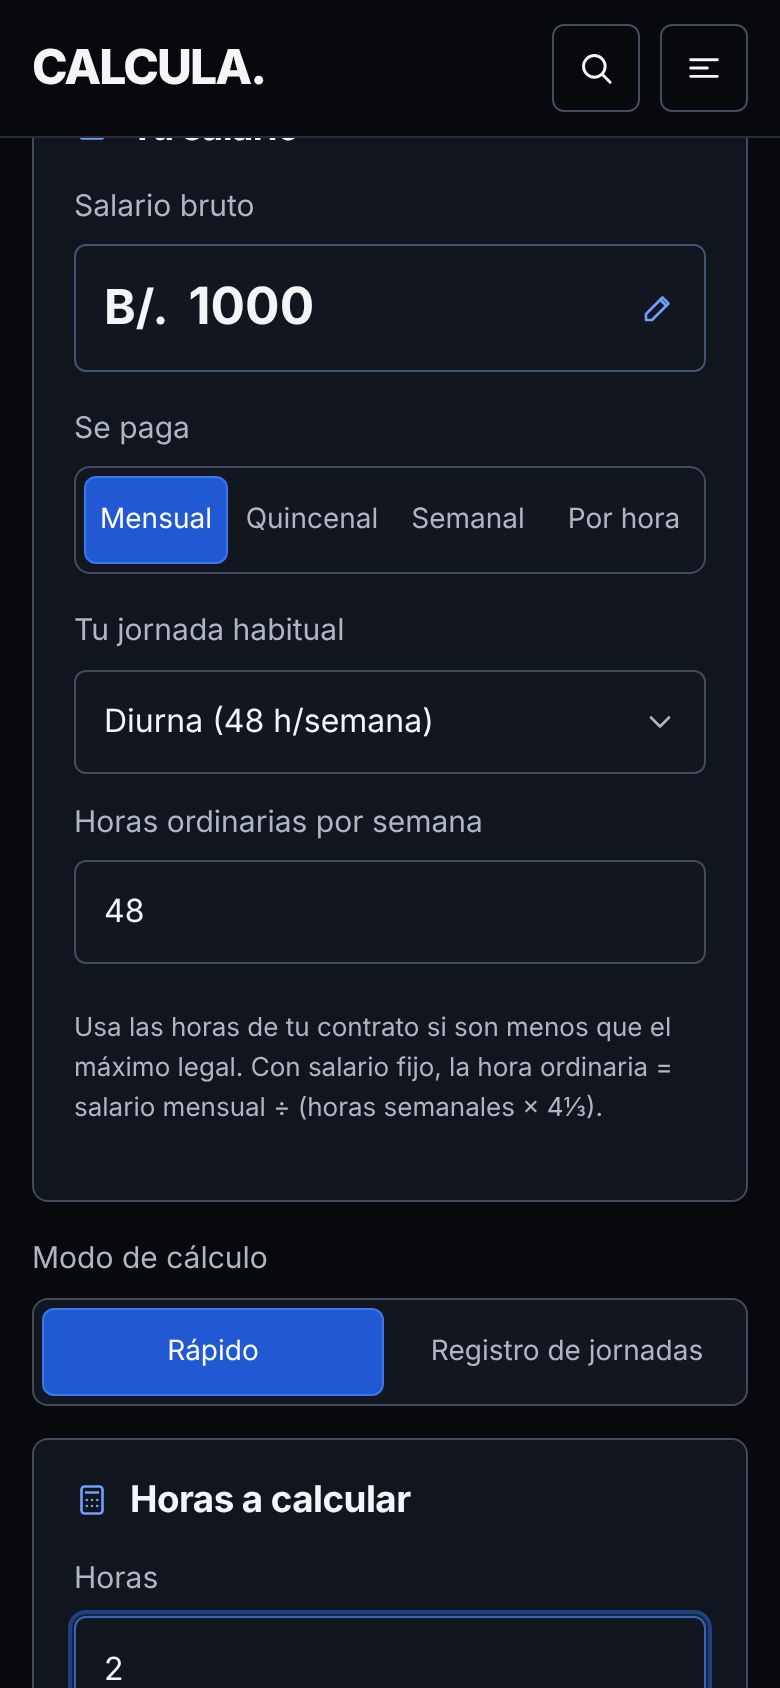 CALCULA.
Tu salario
Salario bruto
B/. 1000
Se paga
Mensual Quincenal Semanal Por hora
Tu jornada habitual
Diurna (48 h/semana)
Horas ordinarias por semana
48
Usa las horas de tu contrato si son menos que el
máximo legal. Con salario fijo, la hora ordinaria =
salario mensual ÷ (horas semanales × 4⅓).
Modo de cálculo
Rápido Registro de jornadas
Horas a calcular
Horas
2